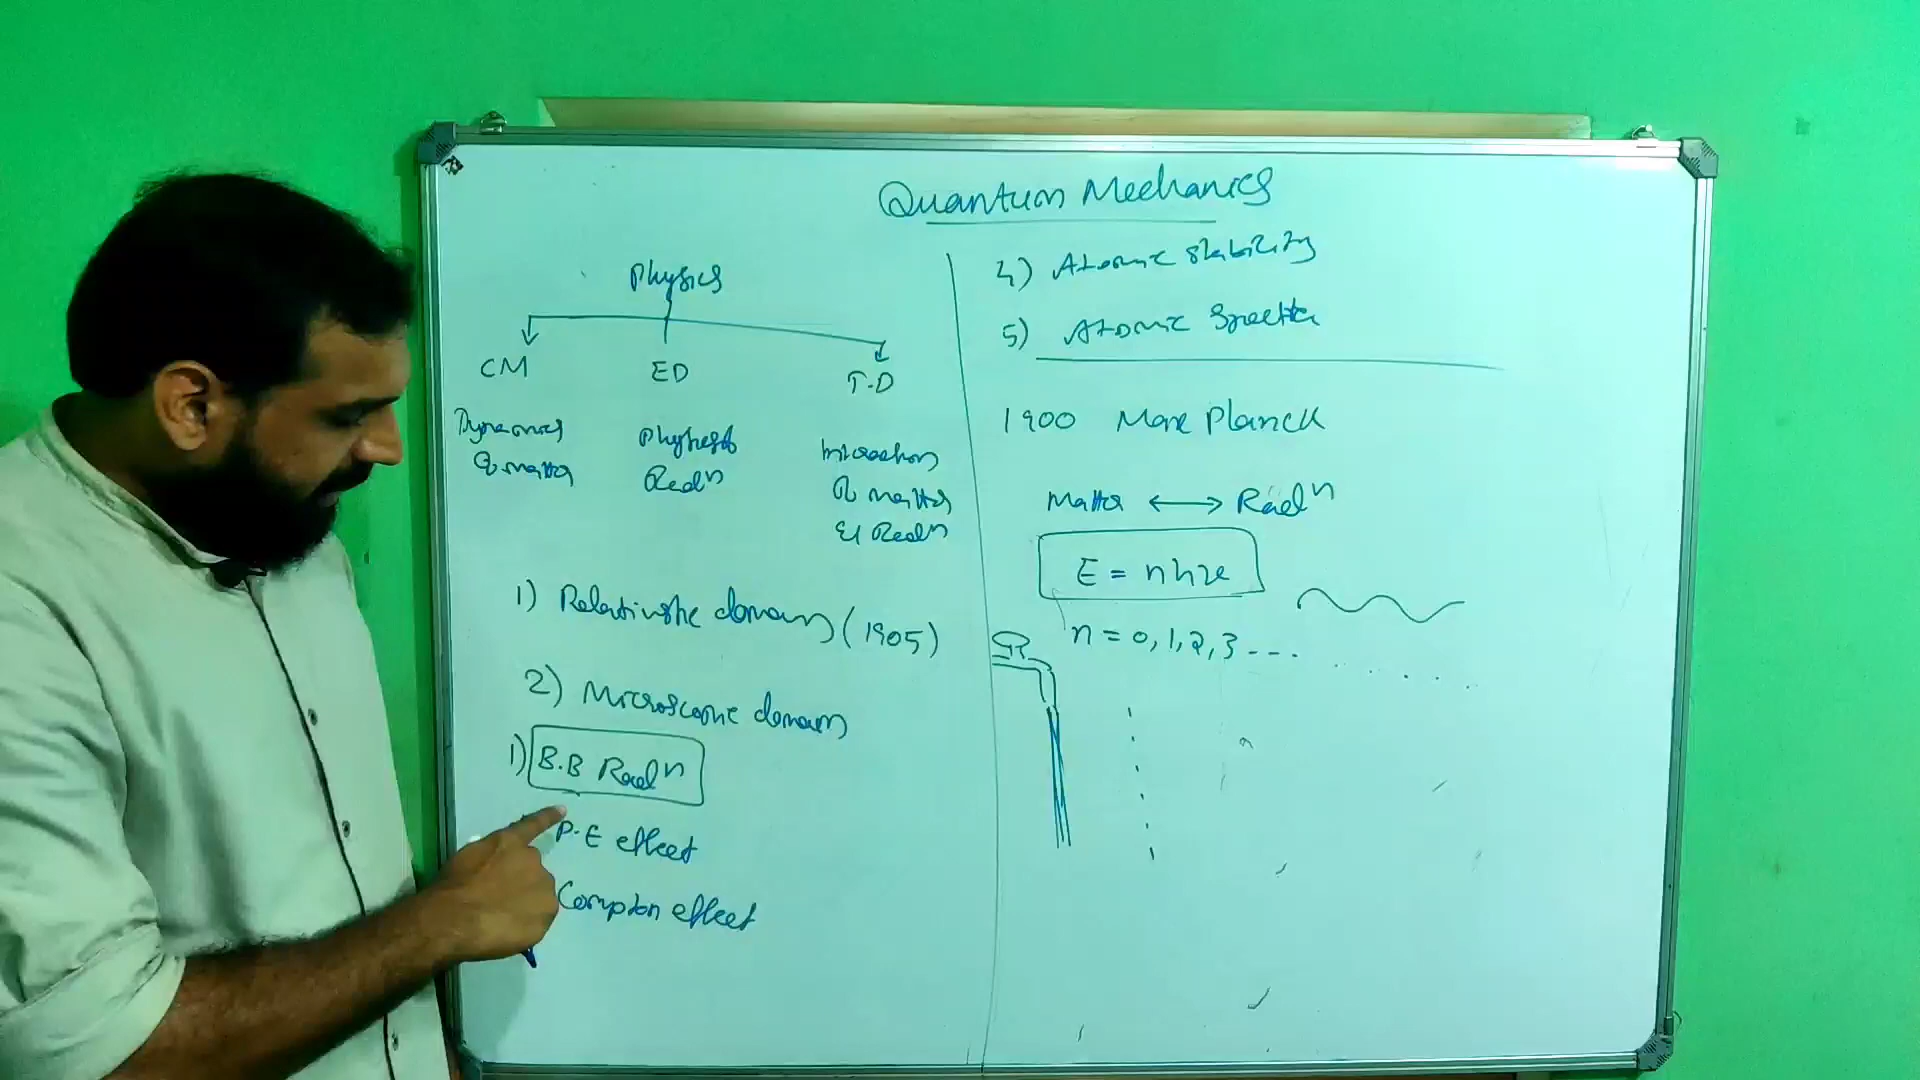 Quantum Mechanics
Physics
CM
ED
T.D
Dynamics
of matter
Physics of
Radn
Interaction
of matter
& Radn
1) Relativistic domain (1905)
2) Microscopic domain
1) B.B Radn
P.E effect
Compton effect
4) Atomic stability
5) Atomic Spectra
1900 Max Planck
Matter ⟷ Radn
E = nhν
n = 0, 1, 2, 3 ---